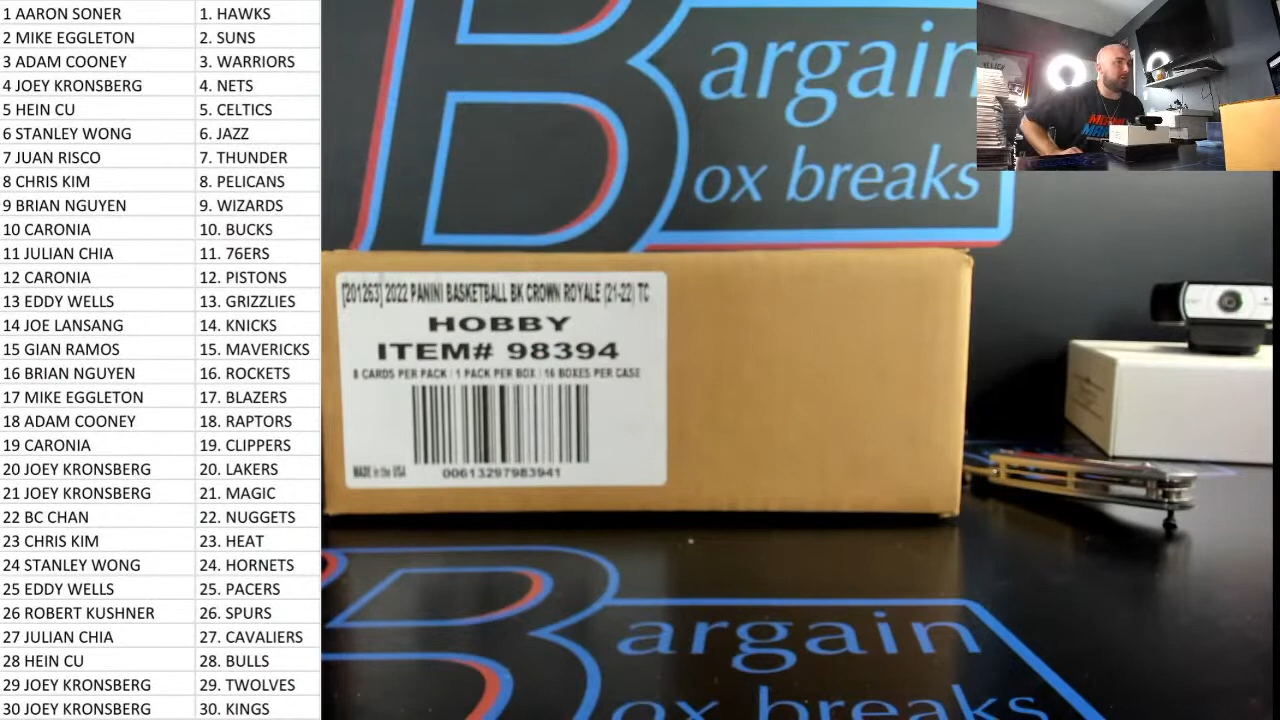 1 AARON SONER 1. HAWKS
2 MIKE EGGLETON 2. SUNS
3 ADAM COONEY 3. WARRIORS
4 JOEY KRONSBERG 4. NETS
5 HEIN CU 5. CELTICS
6 STANLEY WONG 6. JAZZ
7 JUAN RISCO 7. THUNDER
8 CHRIS KIM 8. PELICANS
9 BRIAN NGUYEN 9. WIZARDS
10 CARONIA 10. BUCKS
11 JULIAN CHIA 11. 76ERS
12 CARONIA 12. PISTONS
13 EDDY WELLS 13. GRIZZLIES
14 JOE LANSANG 14. KNICKS
15 GIAN RAMOS 15. MAVERICKS
16 BRIAN NGUYEN 16. ROCKETS
17 MIKE EGGLETON 17. BLAZERS
18 ADAM COONEY 18. RAPTORS
19 CARONIA 19. CLIPPERS
20 JOEY KRONSBERG 20. LAKERS
21 JOEY KRONSBERG 21. MAGIC
22 BC CHAN 22. NUGGETS
23 CHRIS KIM 23. HEAT
24 STANLEY WONG 24. HORNETS
25 EDDY WELLS 25. PACERS
26 ROBERT KUSHNER 26. SPURS
27 JULIAN CHIA 27. CAVALIERS
28 HEIN CU 28. BULLS
29 JOEY KRONSBERG 29. TWOLVES
30 JOEY KRONSBERG 30. KINGS
Bargain
Box breaks
[201263] 2022 PANINI BASKETBALL BK CROWN ROYALE (21-22) TC
HOBBY
ITEM# 98394
8 CARDS PER PACK | 1 PACK PER BOX | 16 BOXES PER CASE
MADE in the USA 00613297983941
Bargain
Box breaks